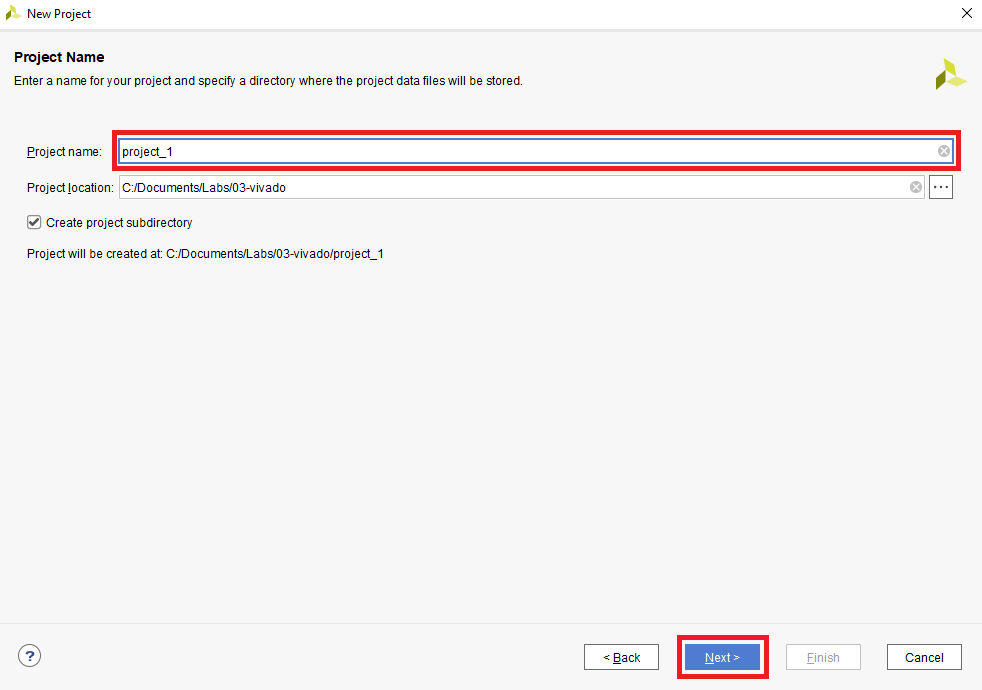 New Project
Project Name
Enter a name for your project and specify a directory where the project data files will be stored.
Project name: project_1
Project location: C:/Documents/Labs/03-vivado ...
Create project subdirectory
Project will be created at: C:/Documents/Labs/03-vivado/project_1
? < Back Next > Finish Cancel